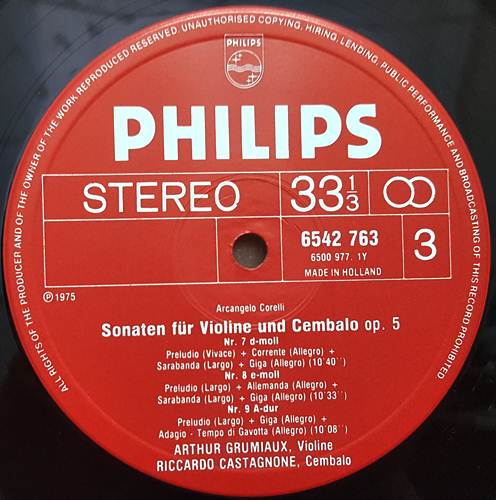 ALL RIGHTS OF THE PRODUCER AND OF THE OWNER OF THE WORK REPRODUCED RESERVED. UNAUTHORISED COPYING, HIRING, LENDING, PUBLIC PERFORMANCE AND BROADCASTING OF THIS RECORD PROHIBITED
PHILIPS
PHILIPS
STEREO 33 1/3
6542 763
6500 977. 1Y
MADE IN HOLLAND
3
℗ 1975
Arcangelo Corelli
Sonaten für Violine und Cembalo op. 5
Nr. 7 d-moll
Preludio (Vivace) + Corrente (Allegro) +
Sarabanda (Largo) + Giga (Allegro) (10'40'')
Nr. 8 e-moll
Preludio (Largo) + Allemanda (Allegro) +
Sarabanda (Largo) + Giga (Allegro) (10'33'')
Nr. 9 A-dur
Preludio (Largo) + Giga (Allegro) +
Adagio - Tempo di Gavotta (Allegro) (10'08'')
ARTHUR GRUMIAUX, Violine
RICCARDO CASTAGNONE, Cembalo